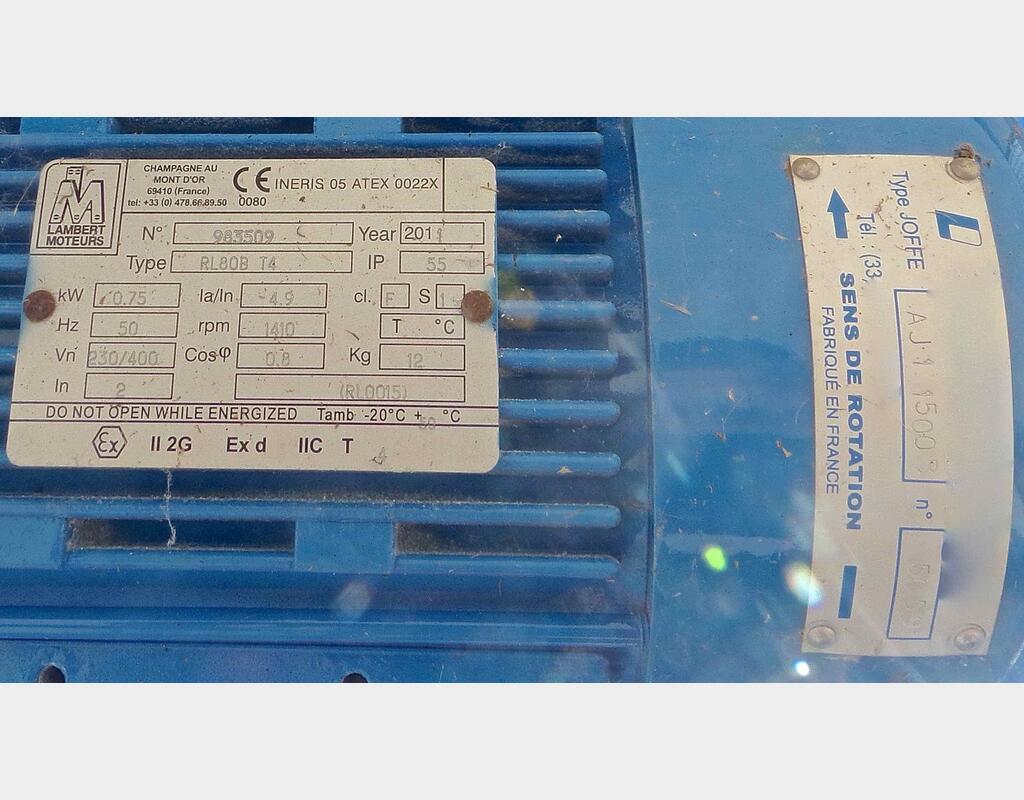 LAMBERT
MOTEURS
CHAMPAGNE AU
MONT D'OR
69410 (France)
tel: +33 (0) 478.66.89.50
CE
0080
INERIS 05 ATEX 0022X
N° 983509 Year 2011
Type RL80B T4 IP 55
kW 0.75 Ia/In 4.9 cl. F S 1
Hz 50 rpm 1410 T °C
Vn 230/400 Cosφ 0.8 Kg 12
In 2 (RL0015)
DO NOT OPEN WHILE ENERGIZED Tamb -20°C + °C
Ex II 2G Ex d IIC T 4
Type JOFFE AJ11500 n°
Tél.: (33,
SENS DE ROTATION
FABRIQUÉ EN FRANCE